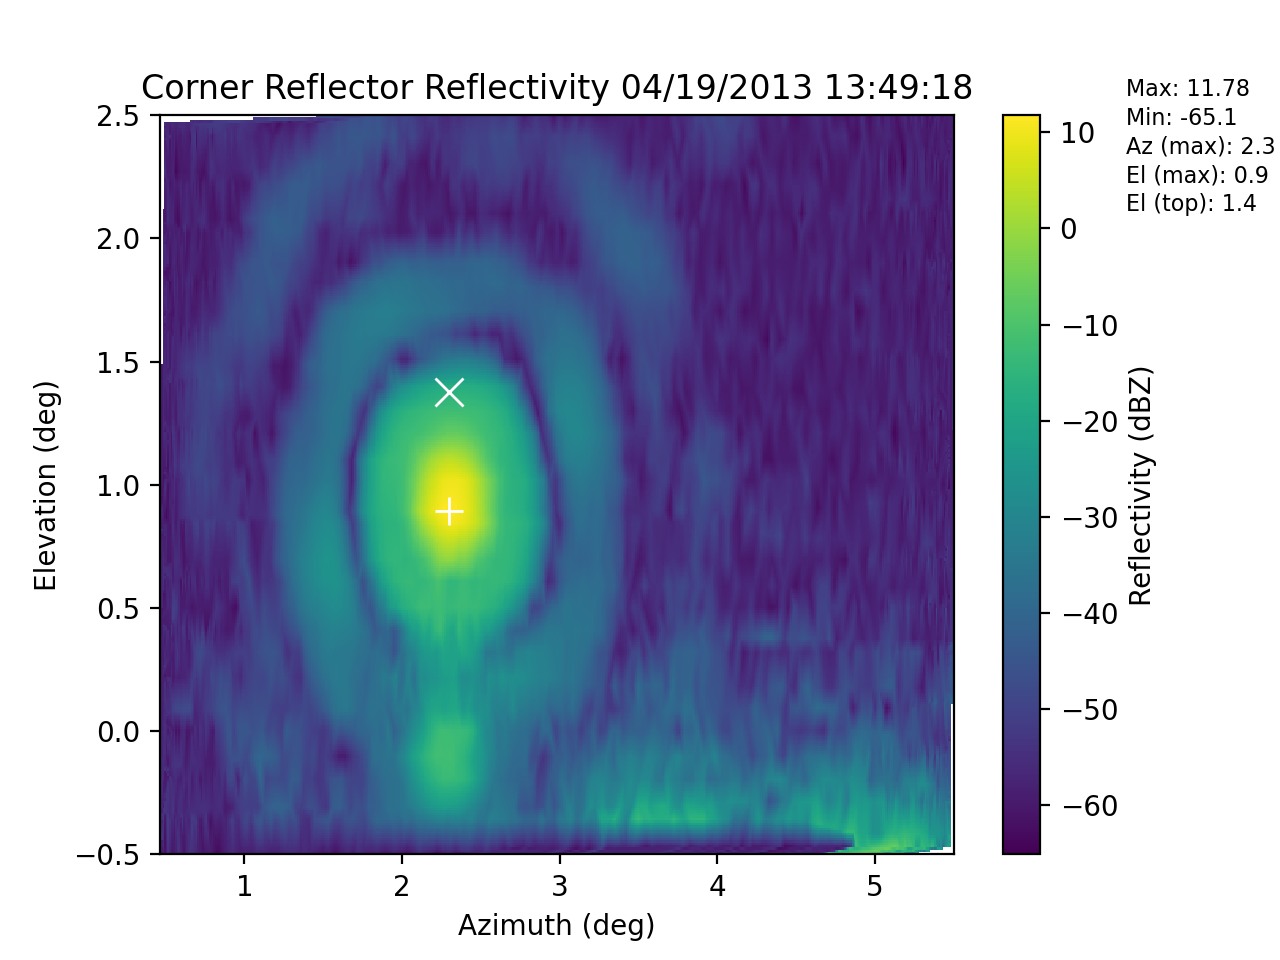 Corner Reflector Reflectivity 04/19/2013 13:49:18
Max: 11.78
Min: -65.1
Az (max): 2.3
El (max): 0.9
El (top): 1.4
2.5
2.0
1.5
1.0
0.5
0.0
−0.5
Elevation (deg)
1
2
3
4
5
Azimuth (deg)
10
0
−10
−20
−30
−40
−50
−60
Reflectivity (dBZ)